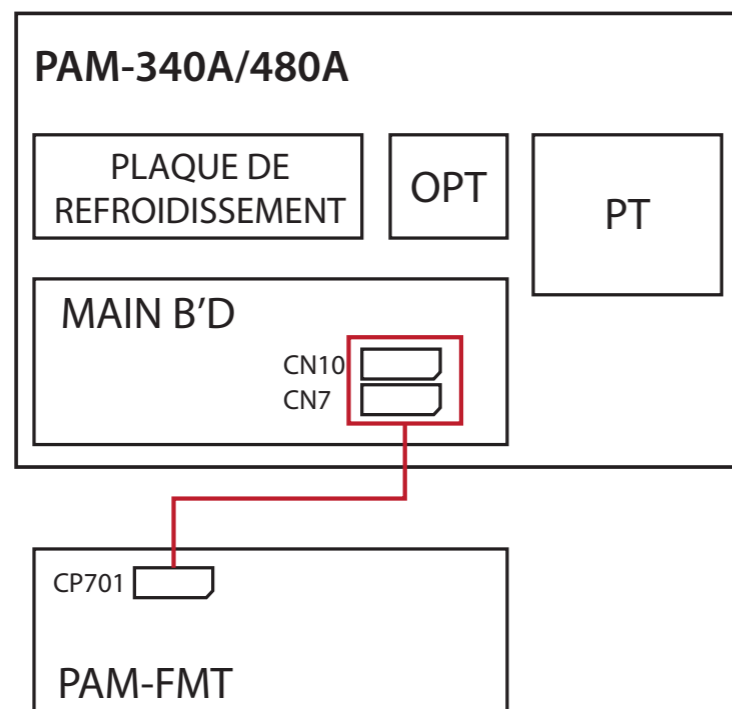 PAM-340A/480A
PLAQUE DE
REFROIDISSEMENT
OPT
PT
MAIN B’D
CN10
CN7
CP701
PAM-FMT